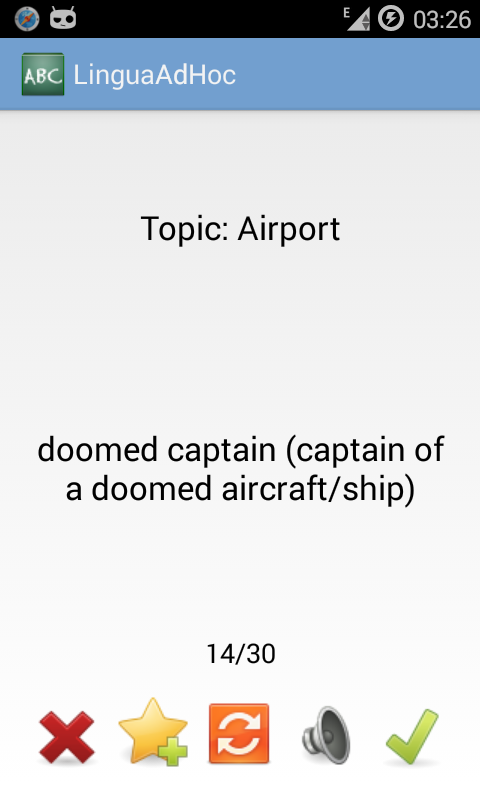 E 03:26
ABC LinguaAdHoc
Topic: Airport
doomed captain (captain of
a doomed aircraft/ship)
14/30